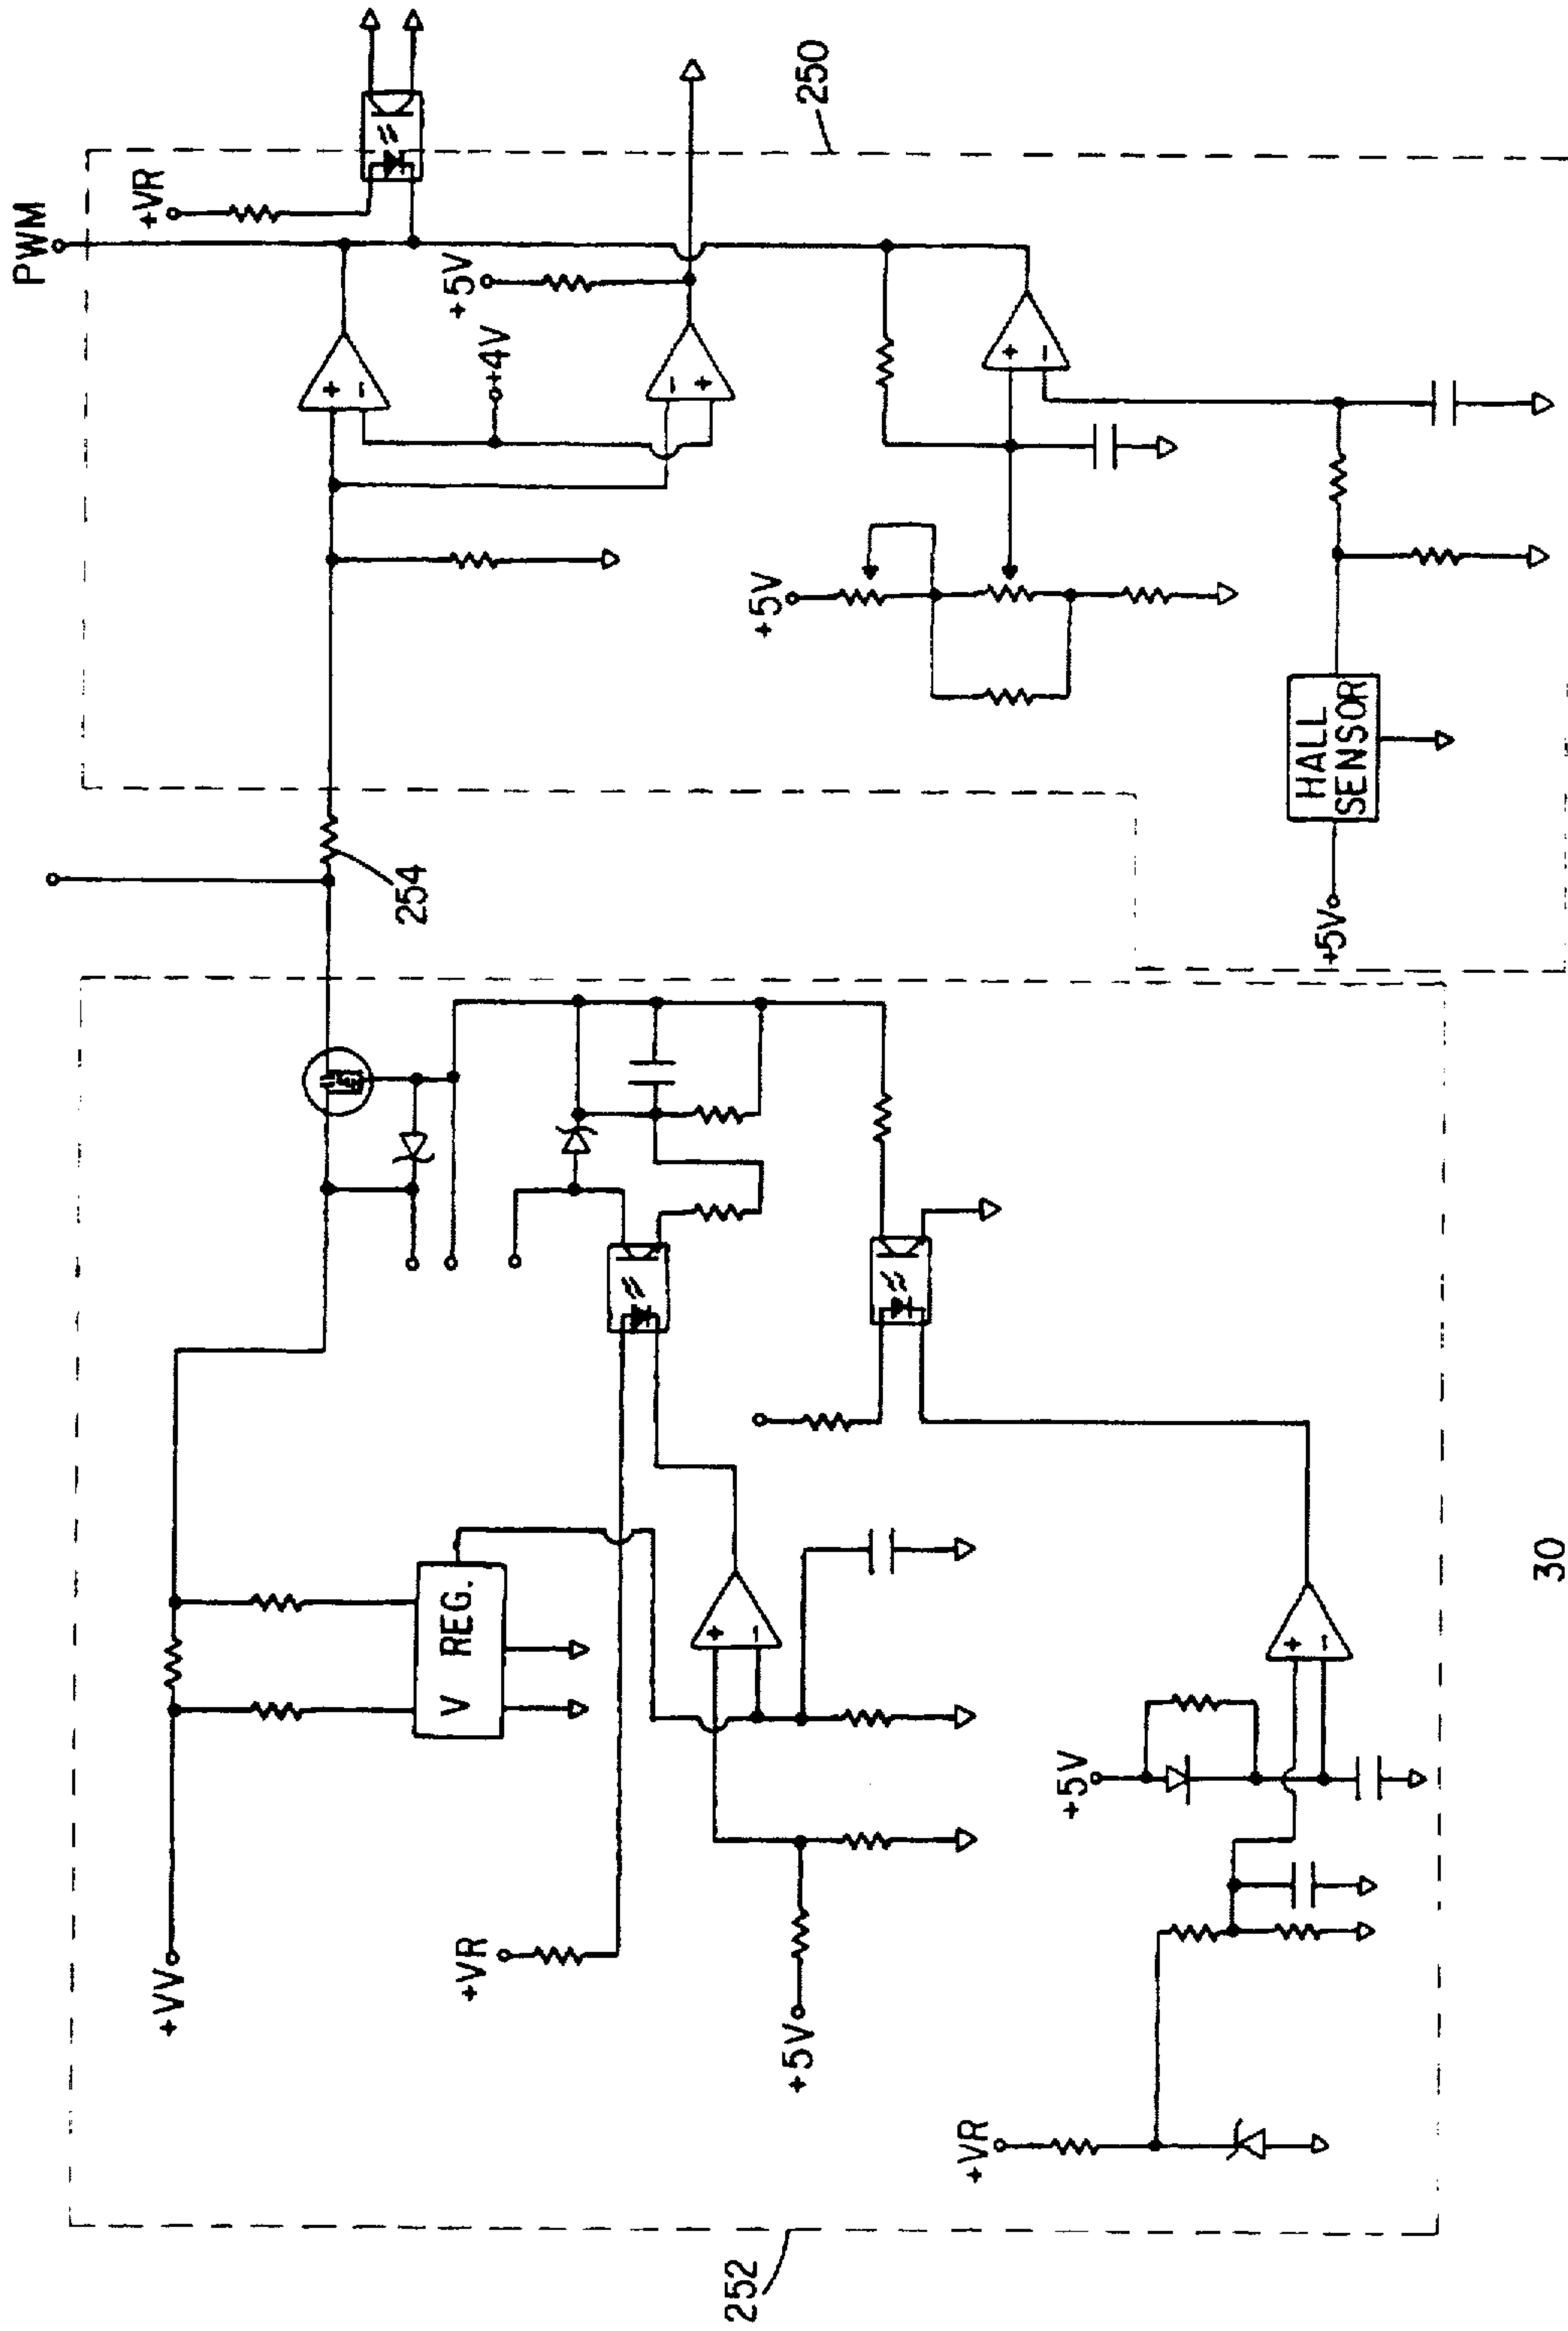 PWM
+VR
250
+5V
+4V
254
+5V
HALL
SENSOR
+5V
+VV
V REG.
+VR
+5V
+5V
+VR
252
30